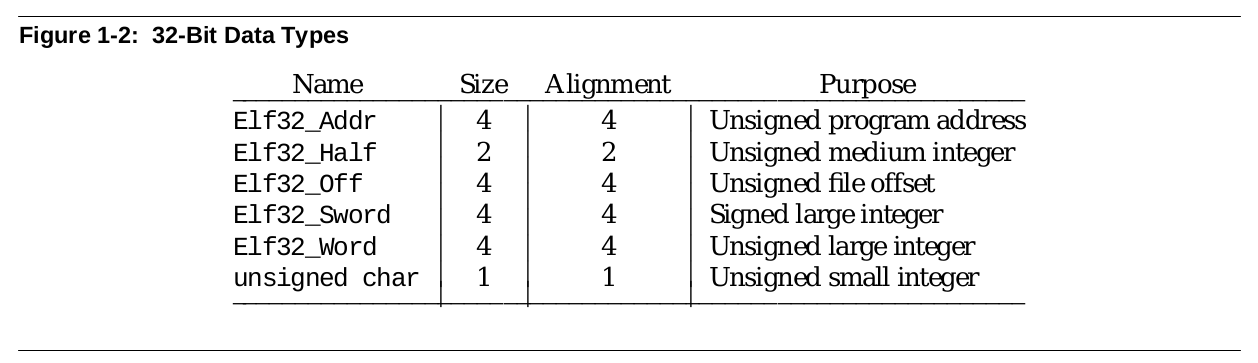 Figure 1-2: 32-Bit Data Types
Name Size Alignment Purpose
Elf32_Addr 4 4 Unsigned program address
Elf32_Half 2 2 Unsigned medium integer
Elf32_Off 4 4 Unsigned file offset
Elf32_Sword 4 4 Signed large integer
Elf32_Word 4 4 Unsigned large integer
unsigned char 1 1 Unsigned small integer